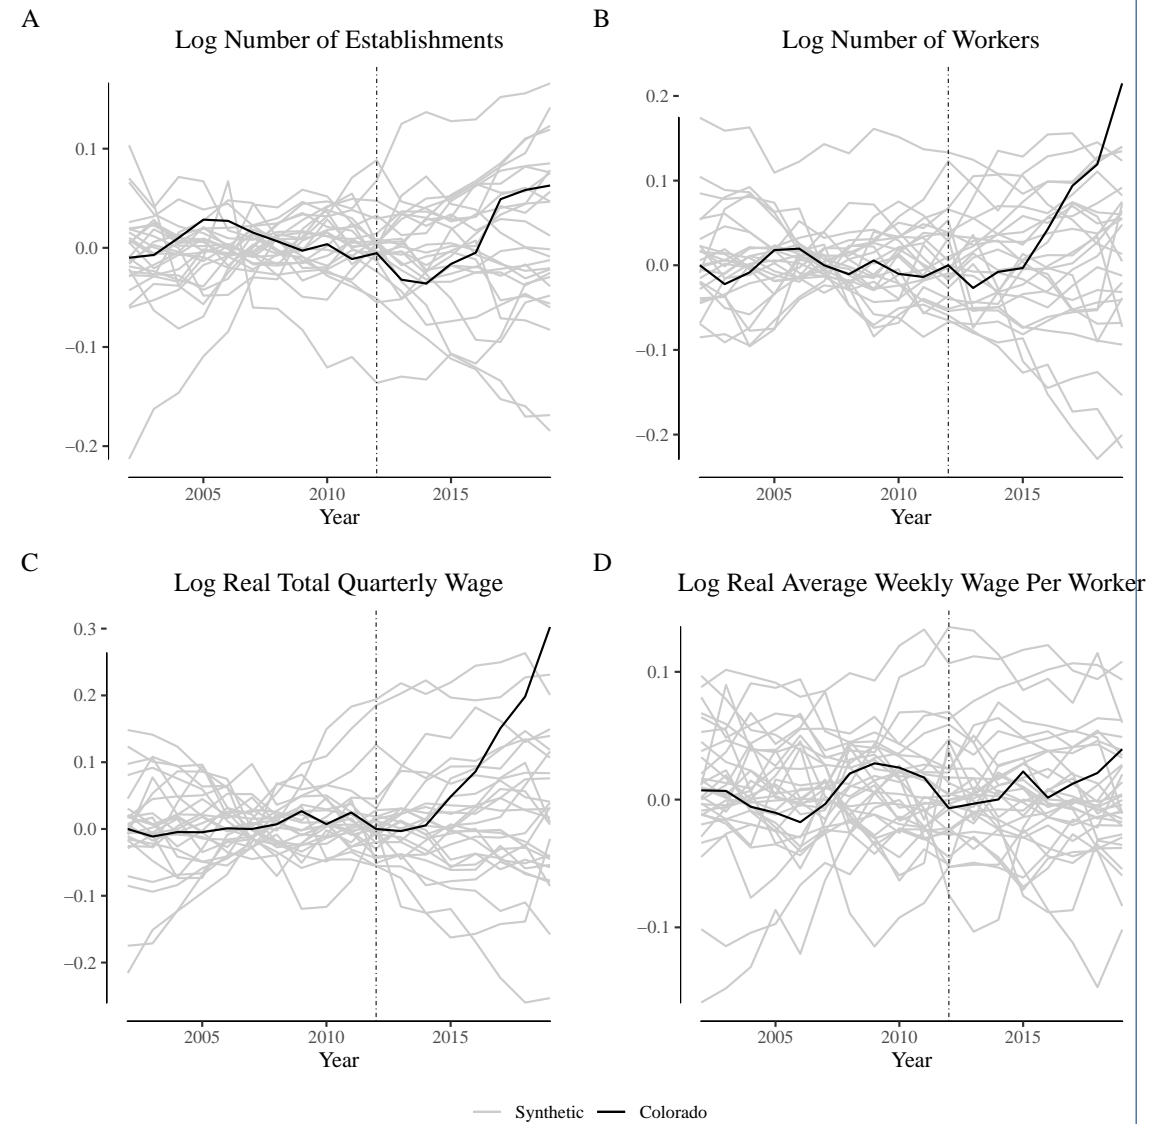 A
Log Number of Establishments
0.1
0.0
−0.1
−0.2
2005 2010 2015
Year
B
Log Number of Workers
0.2
0.1
0.0
−0.1
−0.2
2005 2010 2015
Year
C
Log Real Total Quarterly Wage
0.3
0.2
0.1
0.0
−0.1
−0.2
2005 2010 2015
Year
D
Log Real Average Weekly Wage Per Worker
0.1
0.0
−0.1
2005 2010 2015
Year
Synthetic Colorado